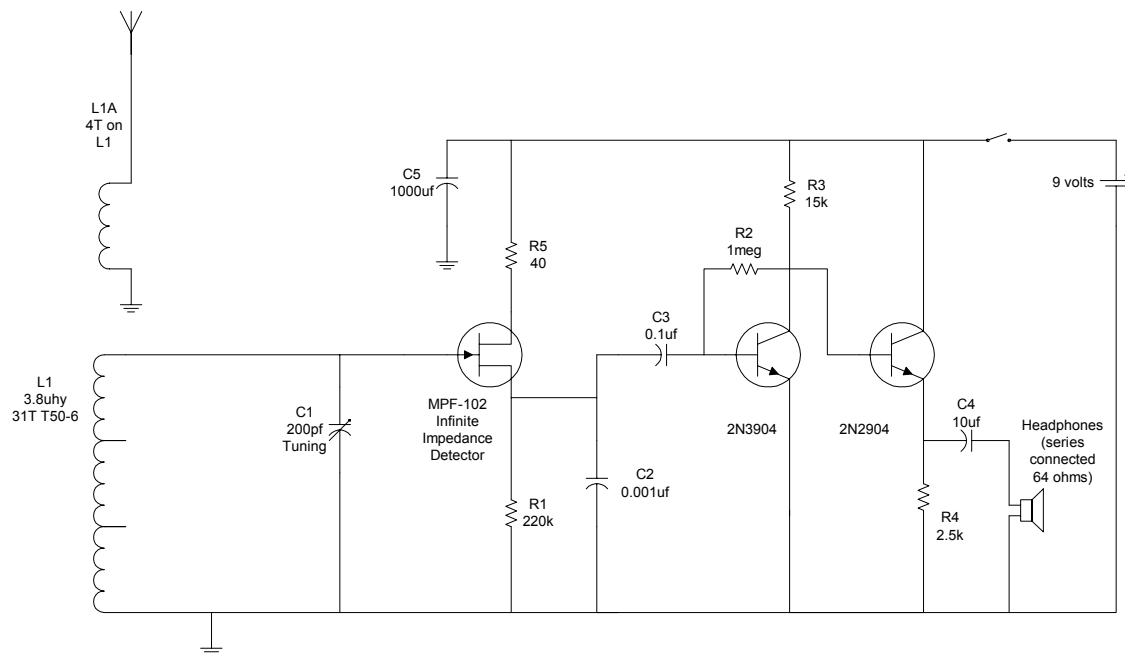 L1A
4T on
L1
C5
1000uf
R5
40
R3
15k
9 volts
R2
1meg
C3
0.1uf
L1
3.8uhy
31T T50-6
C1
200pf
Tuning
MPF-102
Infinite
Impedance
Detector
2N3904
2N2904
C4
10uf
Headphones
(series
connected
64 ohms)
C2
0.001uf
R1
220k
R4
2.5k